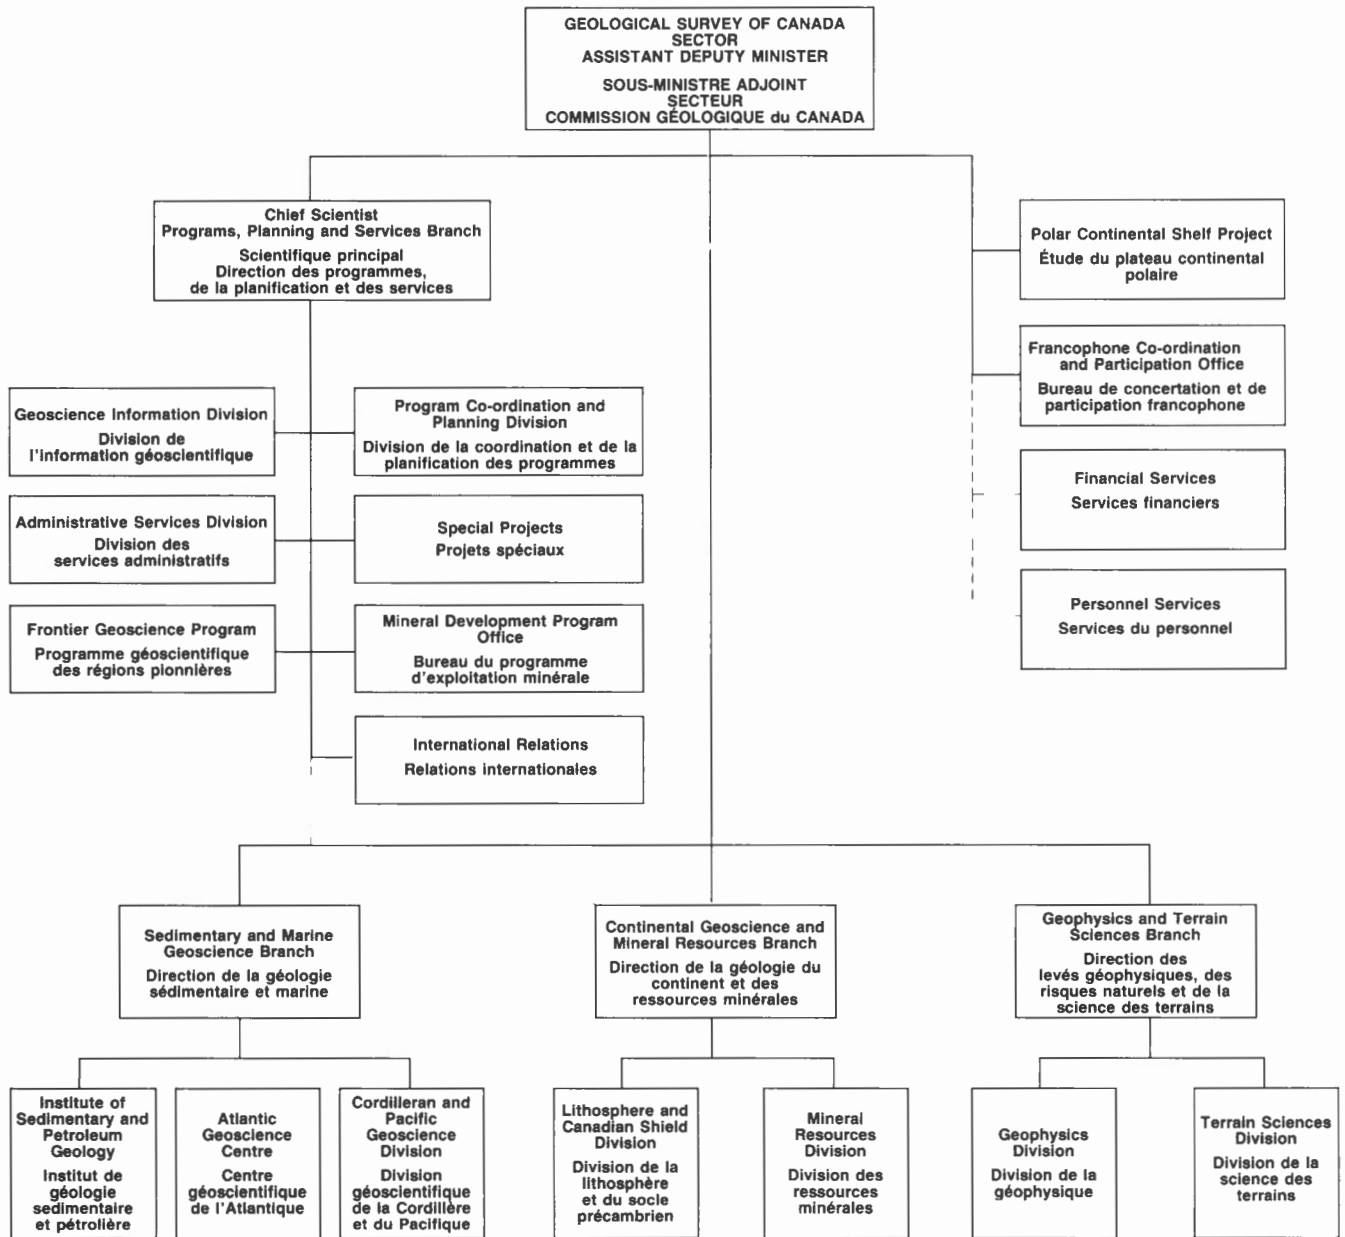 GEOLOGICAL SURVEY OF CANADA
SECTOR
ASSISTANT DEPUTY MINISTER
SOUS-MINISTRE ADJOINT
SECTEUR
COMMISSION GÉOLOGIQUE du CANADA
Chief Scientist
Programs, Planning and Services Branch
Scientifique principal
Direction des programmes,
de la planification et des services
Polar Continental Shelf Project
Étude du plateau continental
polaire
Francophone Co-ordination
and Participation Office
Bureau de concertation et de
participation francophone
Financial Services
Services financiers
Personnel Services
Services du personnel
Geoscience Information Division
Division de
l'information géoscientifique
Program Co-ordination and
Planning Division
Division de la coordination et de la
planification des programmes
Administrative Services Division
Division des
services administratifs
Special Projects
Projets spéciaux
Frontier Geoscience Program
Programme géoscientifique
des régions pionnières
Mineral Development Program
Office
Bureau du programme
d'exploitation minérale
International Relations
Relations internationales
Sedimentary and Marine
Geoscience Branch
Direction de la géologie
sédimentaire et marine
Continental Geoscience and
Mineral Resources Branch
Direction de la géologie du
continent et des
ressources minérales
Geophysics and Terrain
Sciences Branch
Direction des
levés géophysiques, des
risques naturels et de la
science des terrains
Institute of
Sedimentary and
Petroleum
Geology
Institut de
géologie
sedimentaire
et pétrolière
Atlantic
Geoscience
Centre
Centre
géoscientifique
de l'Atlantique
Cordilleran and
Pacific
Geoscience
Division
Division
géoscientifique
de la Cordillère
et du Pacifique
Lithosphere and
Canadian Shield
Division
Division de la
lithosphère
et du socle
précambrien
Mineral
Resources
Division
Division des
ressources
minérales
Geophysics
Division
Division de la
géophysique
Terrain Sciences
Division
Division de la
science des
terrains